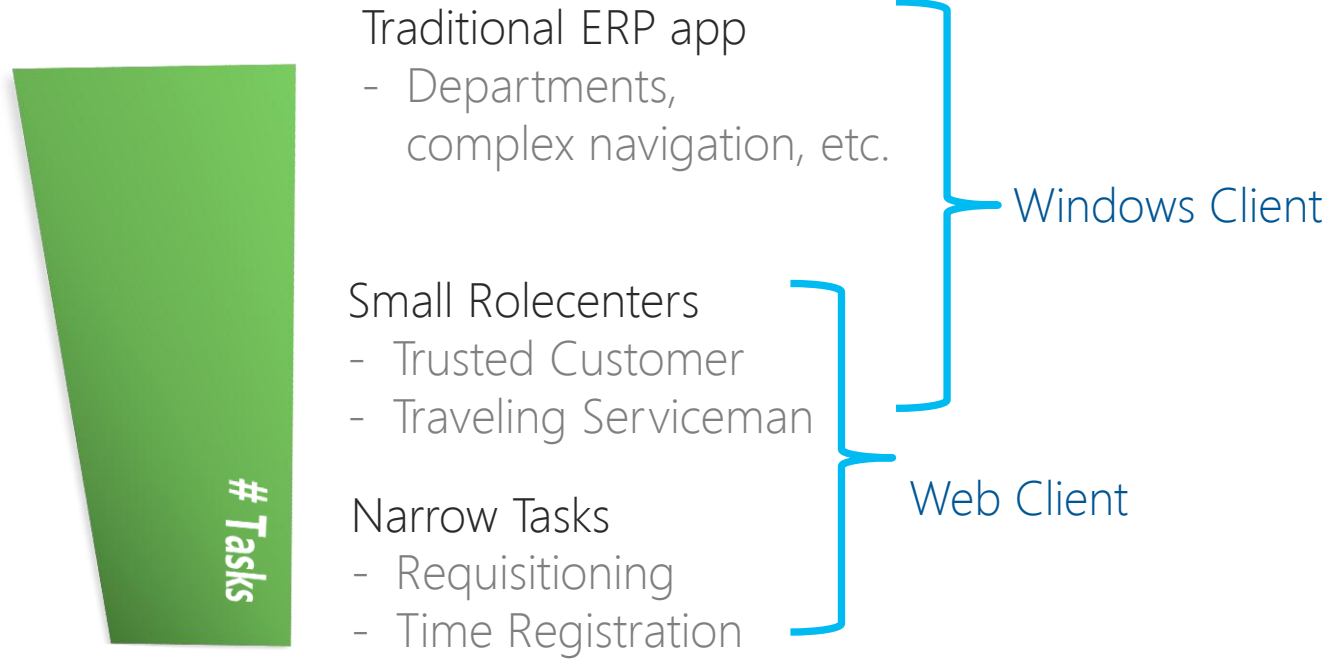 Traditional ERP app
- Departments,
complex navigation, etc.
Windows Client
Small Rolecenters
- Trusted Customer
- Traveling Serviceman
Web Client
Narrow Tasks
- Requisitioning
- Time Registration
# Tasks